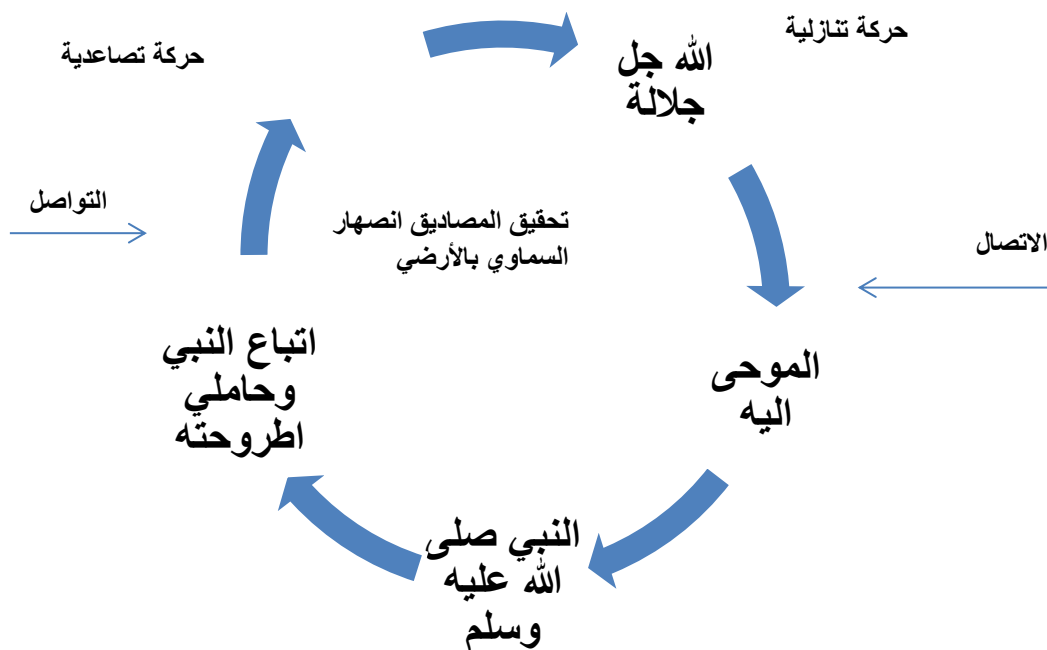 حركة تنازلية
الله جل
جلالة
حركة تصاعدية
التواصل
تحقيق المصاديق انصهار
السماوي بالأرضي
الاتصال
الموحى
اليه
اتباع النبي
وحاملي
اطروحته
النبي صلى
الله عليه
وسلم